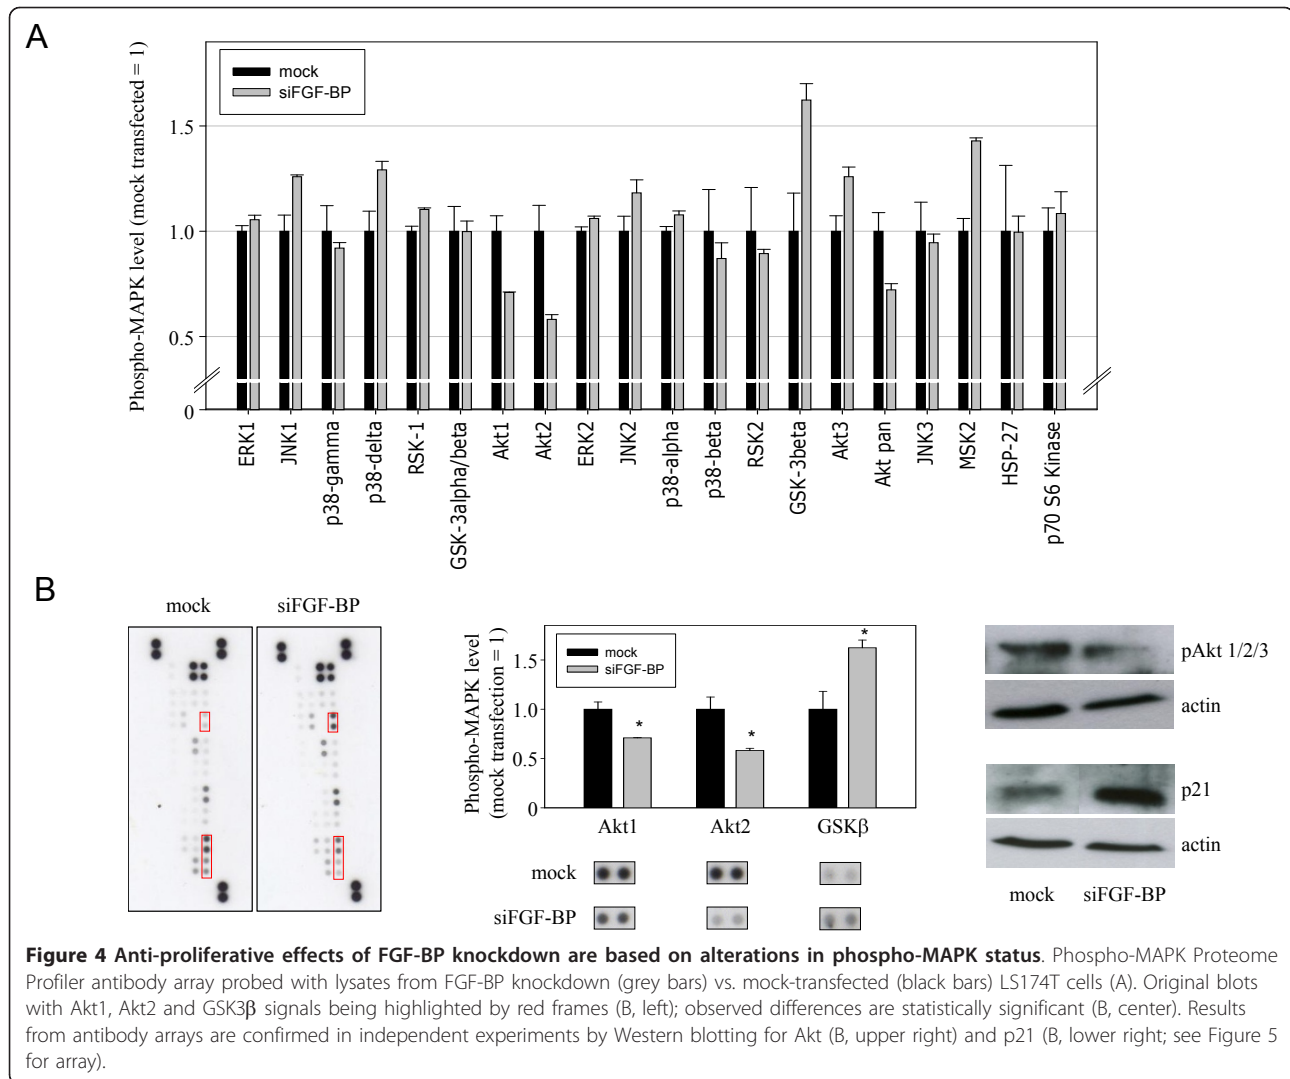 A
Phospho-MAPK level (mock transfected = 1)
mock
siFGF-BP
1.5
1.0
0.5
0
ERK1
JNK1
p38-gamma
p38-delta
RSK-1
GSK-3alpha/beta
Akt1
Akt2
ERK2
JNK2
p38-alpha
p38-beta
RSK2
GSK-3beta
Akt3
Akt pan
JNK3
MSK2
HSP-27
p70 S6 Kinase
B
mock siFGF-BP
Phospho-MAPK level
(mock transfection = 1)
mock
siFGF-BP
1.5
1.0
0.5
0
*
*
*
Akt1 Akt2 GSKβ
mock
siFGF-BP
pAkt 1/2/3
actin
p21
actin
mock siFGF-BP
Figure 4 Anti-proliferative effects of FGF-BP knockdown are based on alterations in phospho-MAPK status. Phospho-MAPK Proteome
Profiler antibody array probed with lysates from FGF-BP knockdown (grey bars) vs. mock-transfected (black bars) LS174T cells (A). Original blots
with Akt1, Akt2 and GSK3β signals being highlighted by red frames (B, left); observed differences are statistically significant (B, center). Results
from antibody arrays are confirmed in independent experiments by Western blotting for Akt (B, upper right) and p21 (B, lower right; see Figure 5
for array).